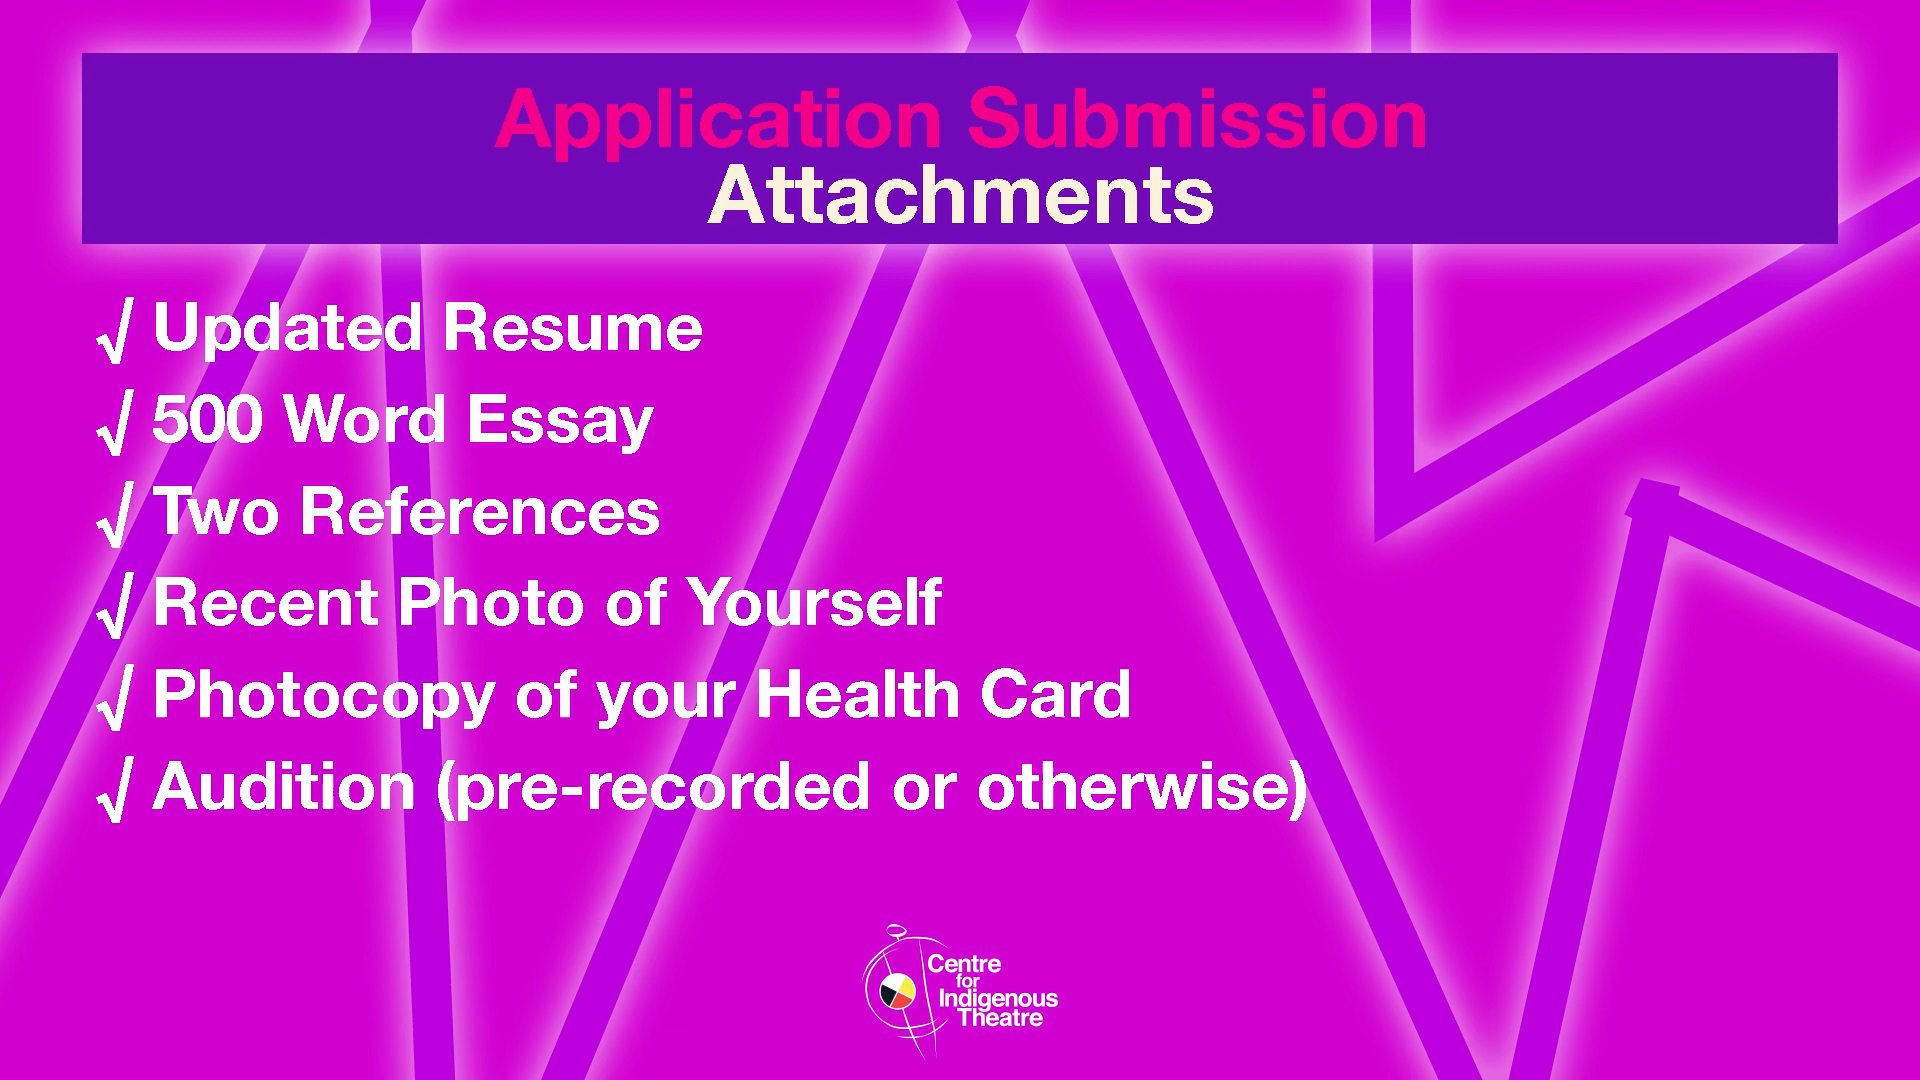 Application Submission
Attachments
√ Updated Resume
√ 500 Word Essay
√ Two References
√ Recent Photo of Yourself
√ Photocopy of your Health Card
√ Audition (pre-recorded or otherwise)
Centre
for
Indigenous
Theatre